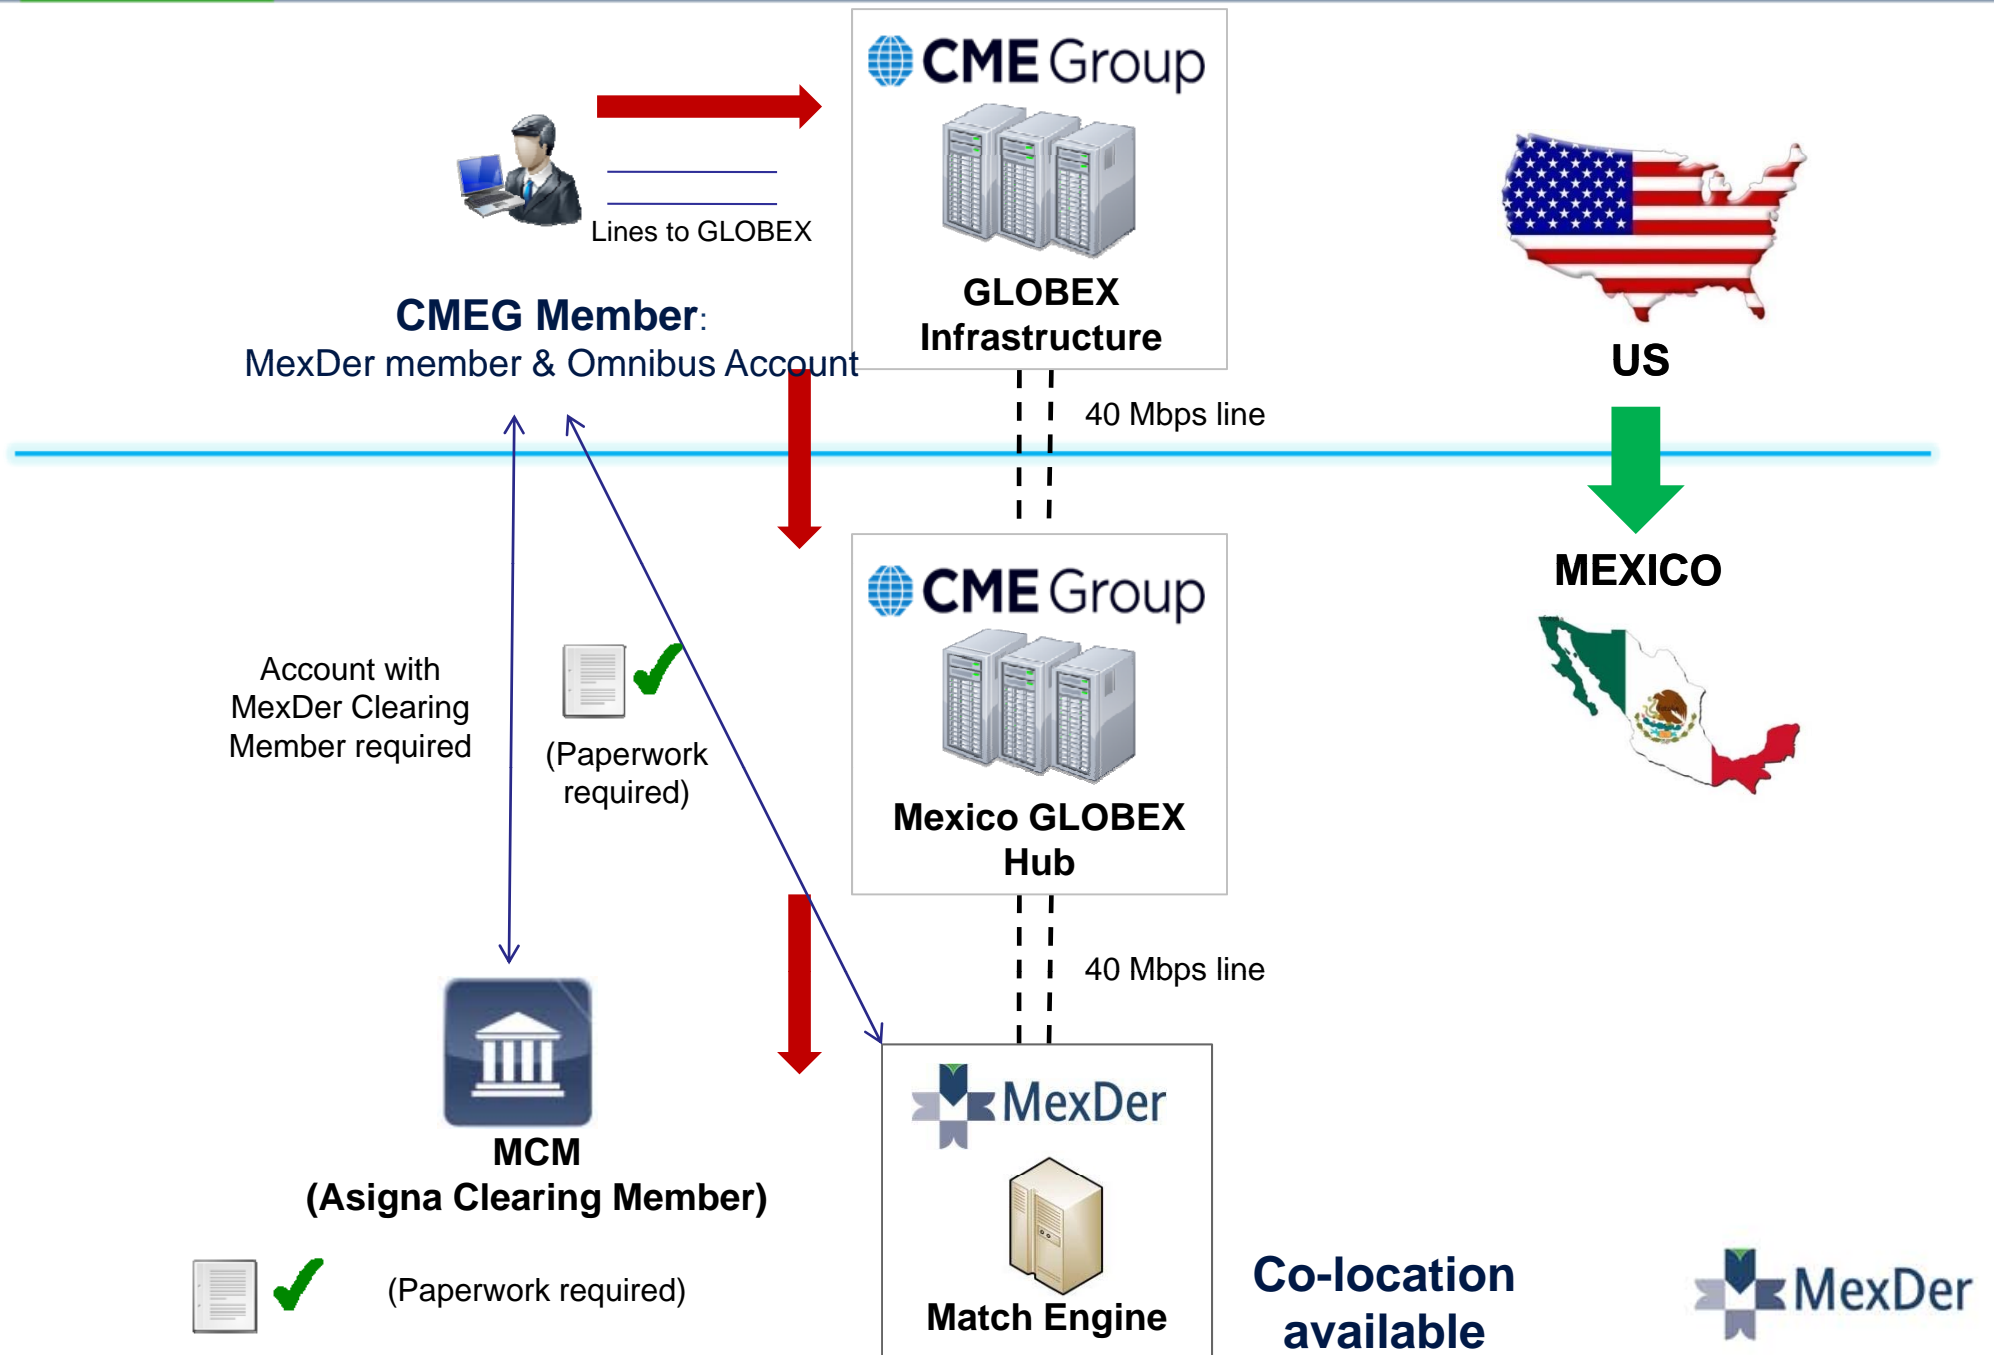 CME Group
Lines to GLOBEX
GLOBEX
Infrastructure
CMEG Member:
MexDer member & Omnibus Account
US
40 Mbps line
MEXICO
CME Group
Account with
MexDer Clearing
Member required
(Paperwork
required)
Mexico GLOBEX
Hub
40 Mbps line
MexDer
MCM
(Asigna Clearing Member)
(Paperwork required)
Match Engine
Co-location
available
MexDer